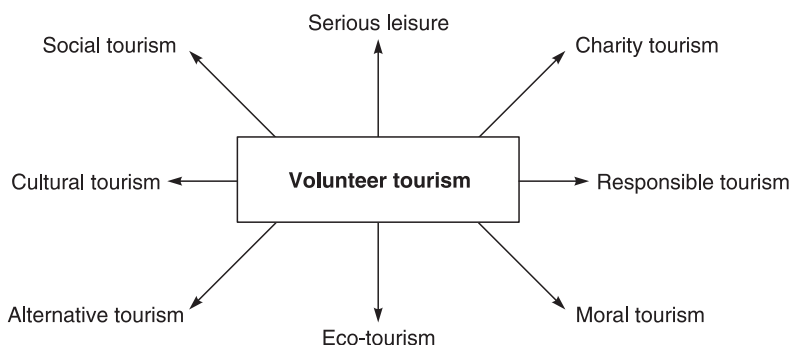 Serious leisure
Social tourism
Charity tourism
Cultural tourism
Volunteer tourism
Responsible tourism
Alternative tourism
Moral tourism
Eco-tourism